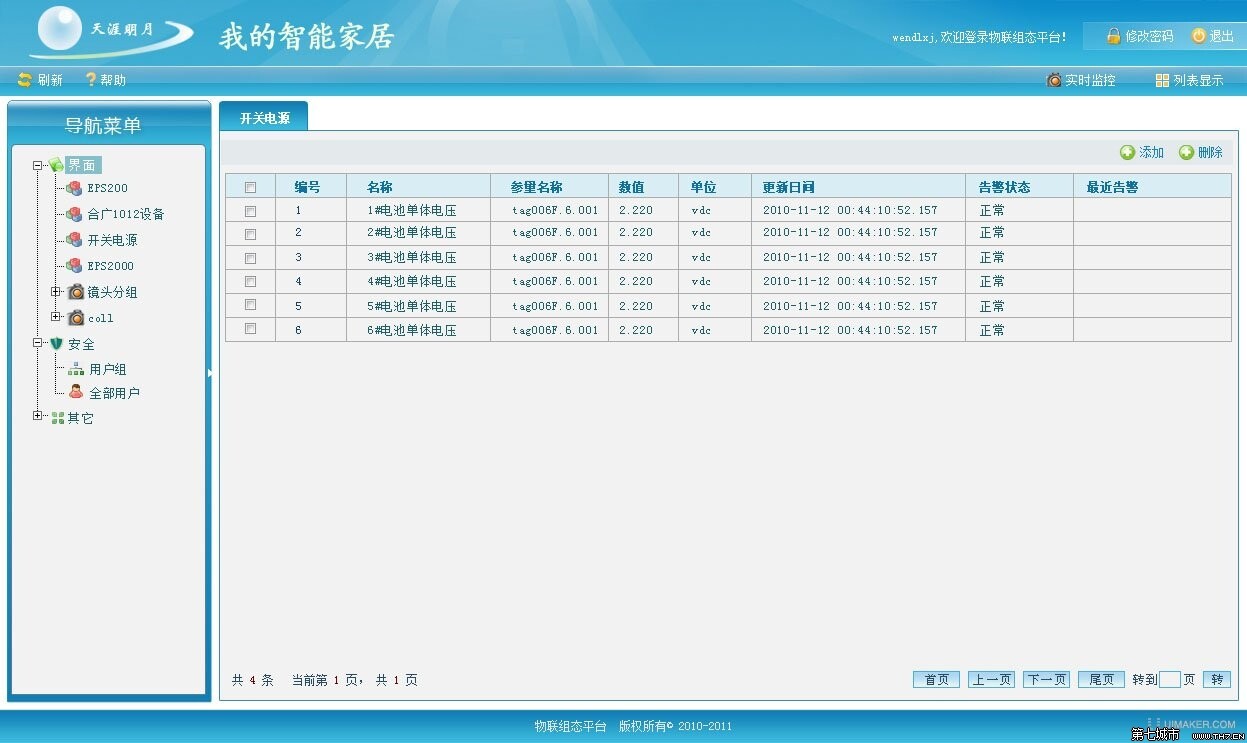 天涯明月 我的智能家居
wendlxj,欢迎登录物联组态平台! 修改密码 退出
刷新 帮助 实时监控 列表显示
导航菜单
界面
EPS200
合广1012设备
开关电源
EPS2000
镜头分组
coll
安全
用户组
全部用户
其它
开关电源
添加 删除
编号 名称 参里名称 数值 单位 更新日间 告警状态 最近告警
1 1#电池单体电压 tag006F.6.001 2.220 vdc 2010-11-12 00:44:10:52.157 正常
2 2#电池单体电压 tag006F.6.001 2.220 vdc 2010-11-12 00:44:10:52.157 正常
3 3#电池单体电压 tag006F.6.001 2.220 vdc 2010-11-12 00:44:10:52.157 正常
4 4#电池单体电压 tag006F.6.001 2.220 vdc 2010-11-12 00:44:10:52.157 正常
5 5#电池单体电压 tag006F.6.001 2.220 vdc 2010-11-12 00:44:10:52.157 正常
6 6#电池单体电压 tag006F.6.001 2.220 vdc 2010-11-12 00:44:10:52.157 正常
共 4 条 当前第 1 页, 共 1 页 首页 上一页 下一页 尾页 转到 页 转
物联组态平台 版权所有© 2010-2011
UIMAKER.COM
第七城市 www.TH7.CN